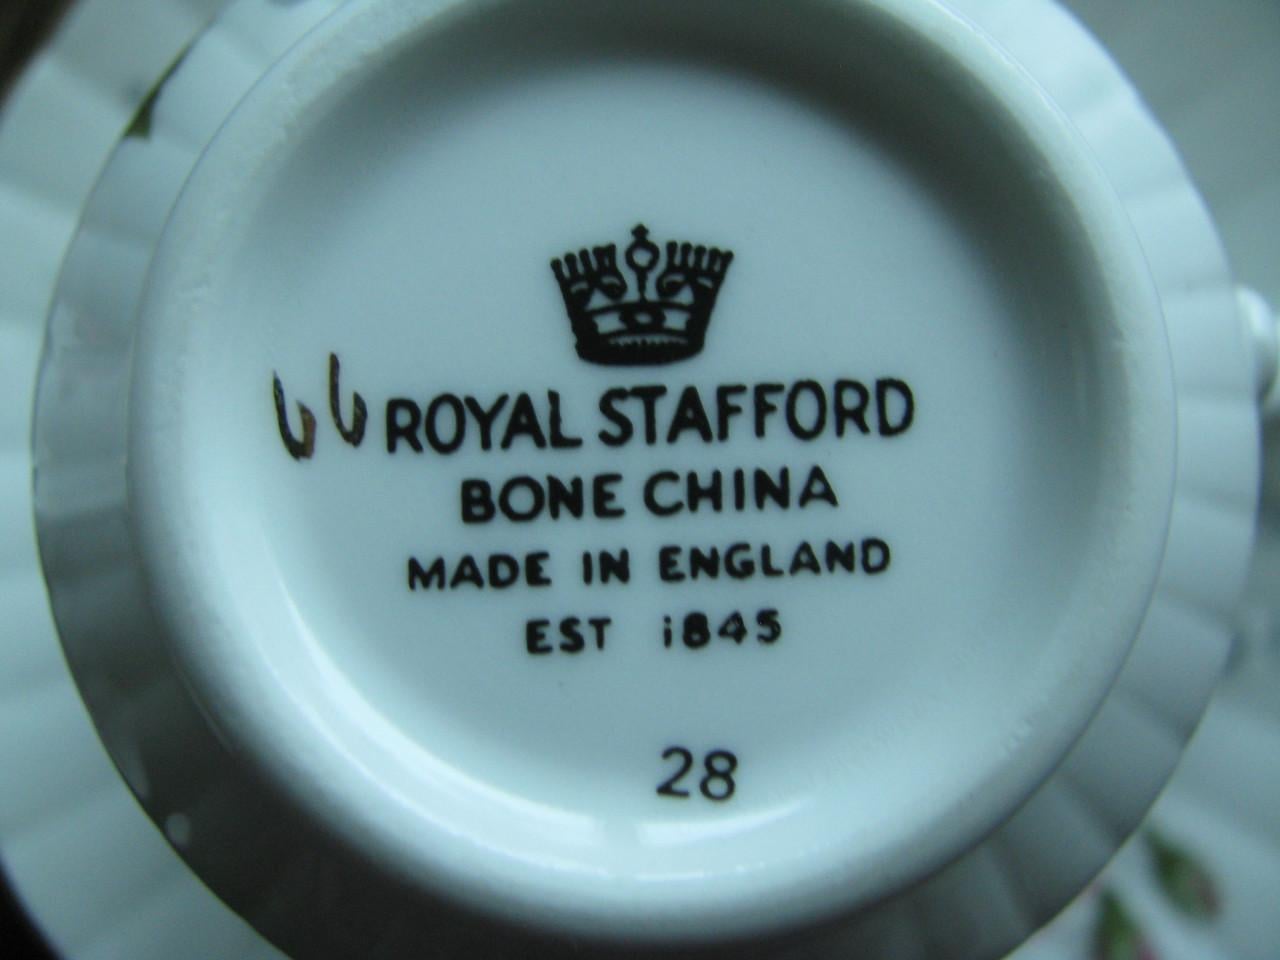 ROYAL STAFFORD
BONE CHINA
MADE IN ENGLAND
EST 1845
28